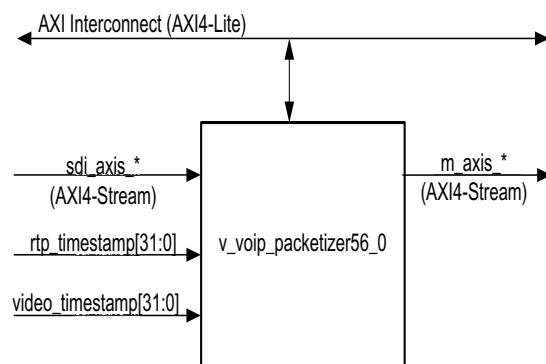 AXI Interconnect (AXI4-Lite)
sdi_axis_*
(AXI4-Stream)
m_axis_*
(AXI4-Stream)
rtp_timestamp[31:0]
v_voip_packetizer56_0
video_timestamp[31:0]